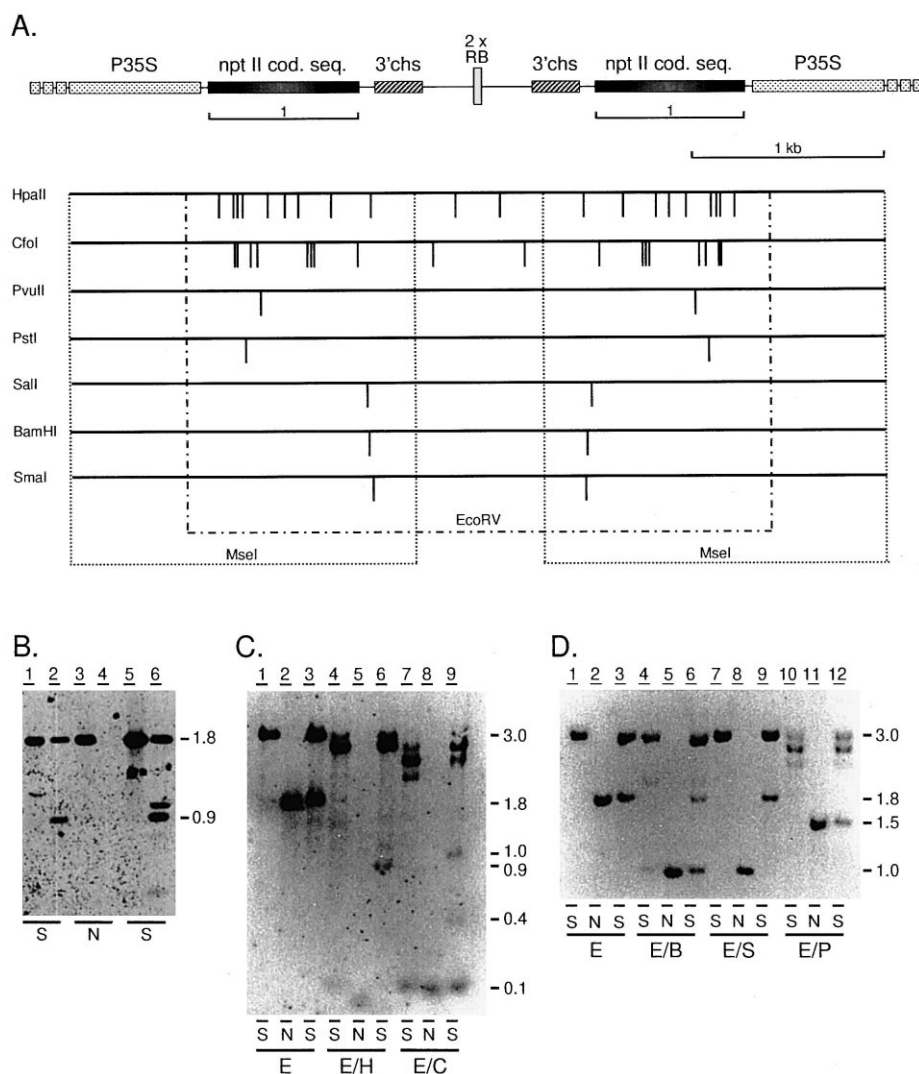 A.
P35S npt II cod. seq. 3'chs 2 x RB 3'chs npt II cod. seq. P35S
1 1
1 kb
HpaII
CfoI
PvuII
PstI
SalI
BamHI
SmaI
EcoRV
MseI MseI
B.
1 2 3 4 5 6
1.8
0.9
S N S
C.
1 2 3 4 5 6 7 8 9
3.0
1.8
1.0
0.9
0.4
0.1
S N S S N S S N S
E E/H E/C
D.
1 2 3 4 5 6 7 8 9 10 11 12
3.0
1.8
1.5
1.0
S N S S N S S N S S N S
E E/B E/S E/P